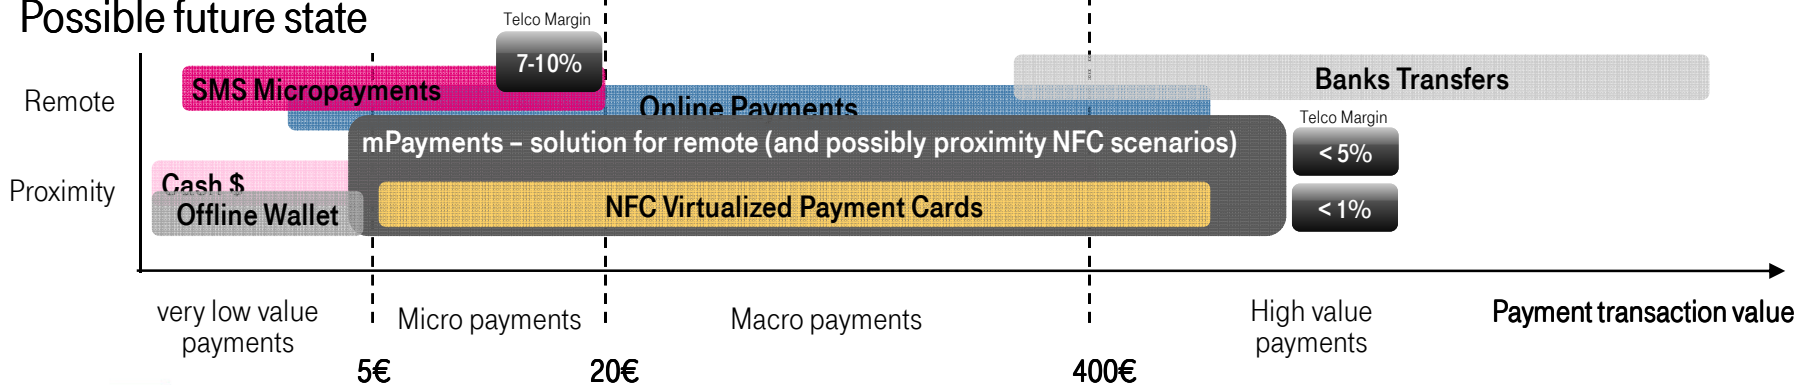 Possible future state
Telco Margin
7-10%
Remote
SMS Micropayments
Online Payments
Banks Transfers
Telco Margin
mPayments – solution for remote (and possibly proximity NFC scenarios)
< 5%
Proximity
Cash $
Offline Wallet
NFC Virtualized Payment Cards
< 1%
very low value
payments
Micro payments
Macro payments
High value
payments
Payment transaction value
5€
20€
400€